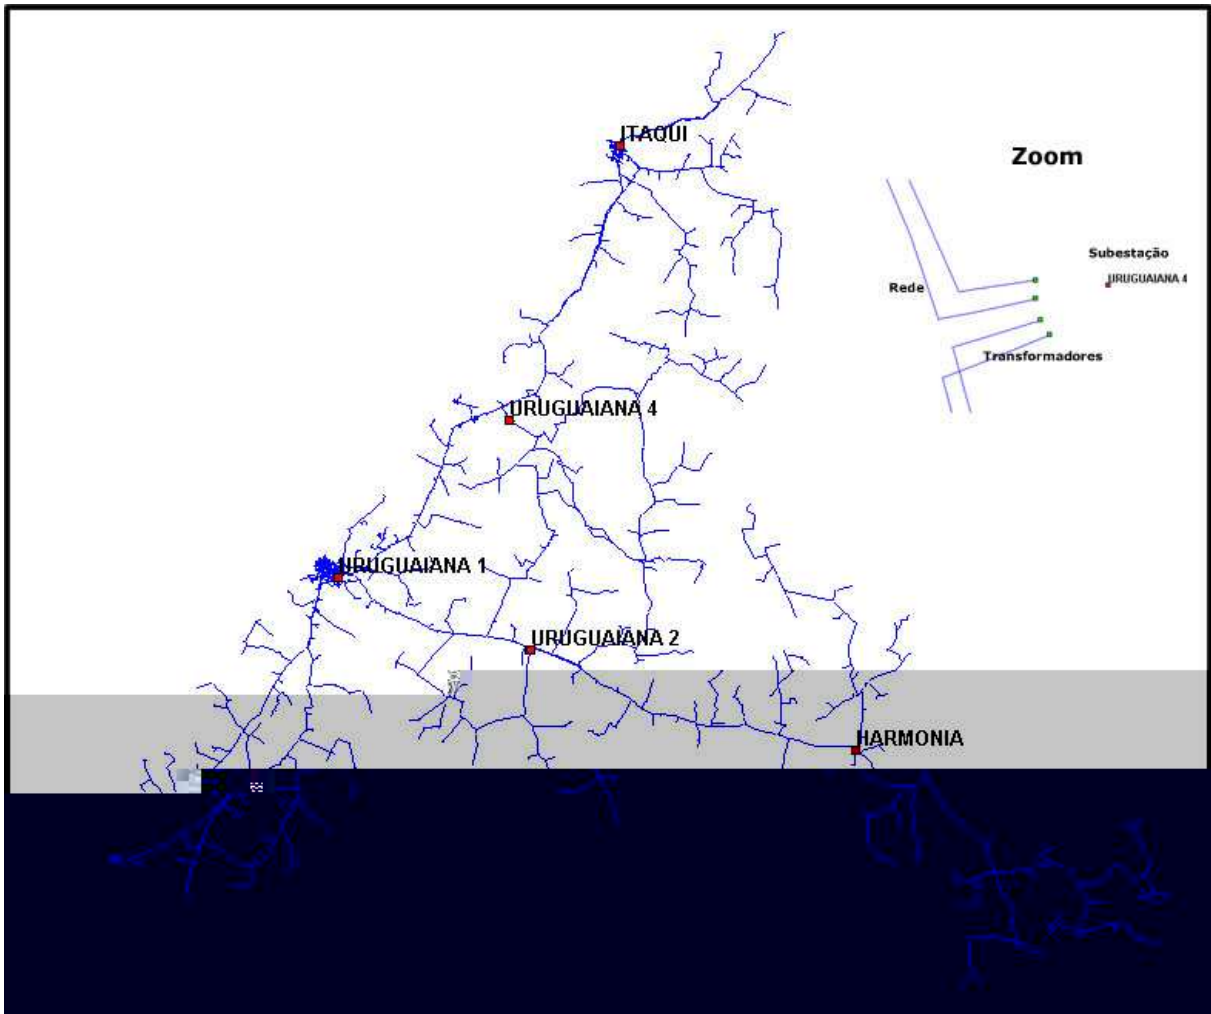 ITAQUI
Zoom
Subestação
URUGUAIANA 4
Rede
Transformadores
URUGUAIANA 4
URUGUAIANA 1
URUGUAIANA 2
HARMONIA